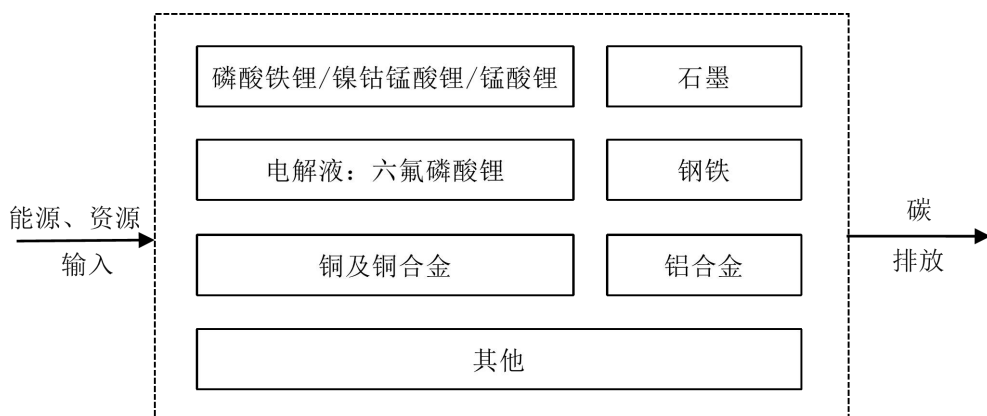 磷酸铁锂/镍钴锰酸锂/锰酸锂
石墨
电解液：六氟磷酸锂
钢铁
能源、资源
输入
铜及铜合金
铝合金
碳
排放
其他